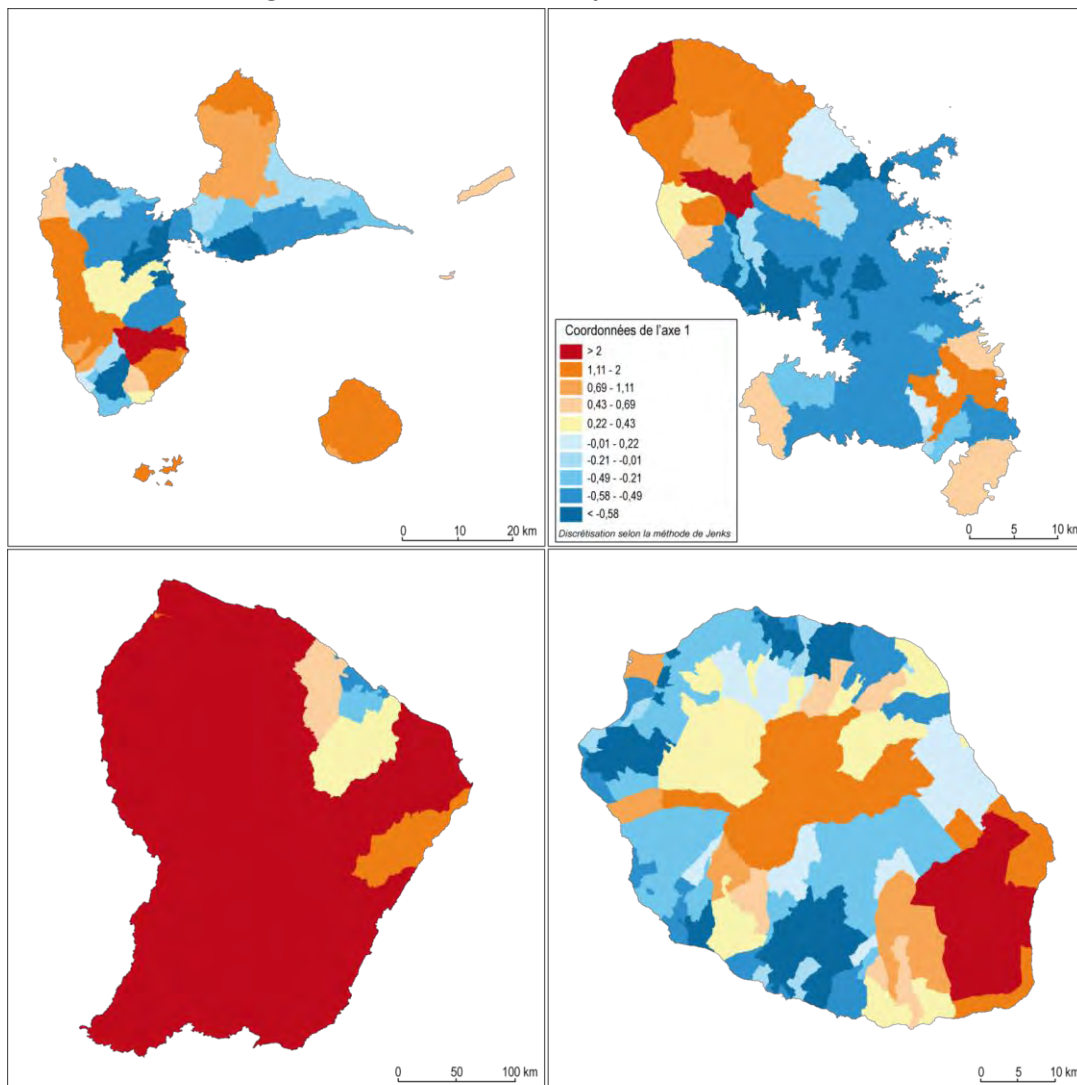 0 10 20 km
Coordonnées de l'axe 1
> 2
1,11 - 2
0,69 - 1,11
0,43 - 0,69
0,22 - 0,43
-0,01 - 0,22
-0.21 - -0,01
-0,49 - -0.21
-0,58 - -0,49
< -0,58
Discrétisation selon la méthode de Jenks
0 5 10 km
0 50 100 km
0 5 10 km